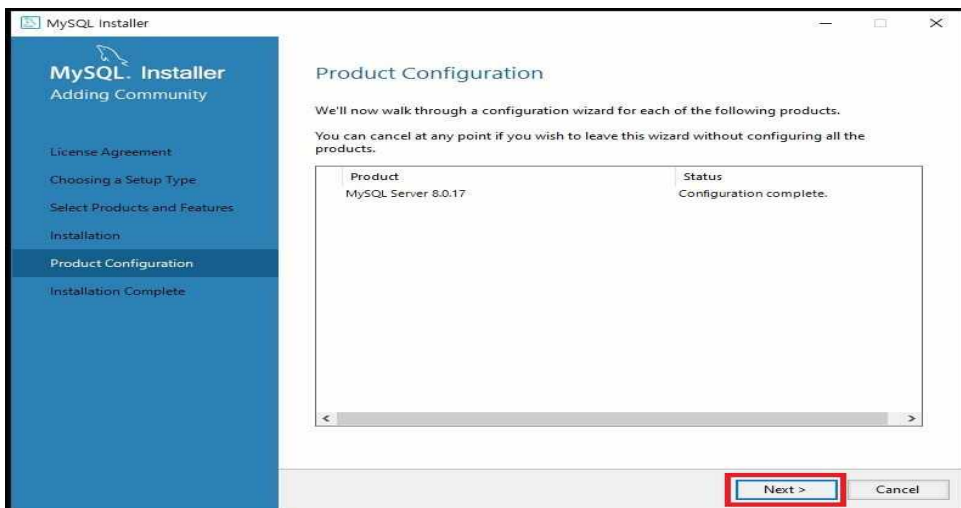 MySQL Installer
MySQL. Installer
Adding Community
License Agreement
Choosing a Setup Type
Select Products and Features
Installation
Product Configuration
Installation Complete
Product Configuration
We'll now walk through a configuration wizard for each of the following products.
You can cancel at any point if you wish to leave this wizard without configuring all the
products.
Product Status
MySQL Server 8.0.17 Configuration complete.
Next > Cancel